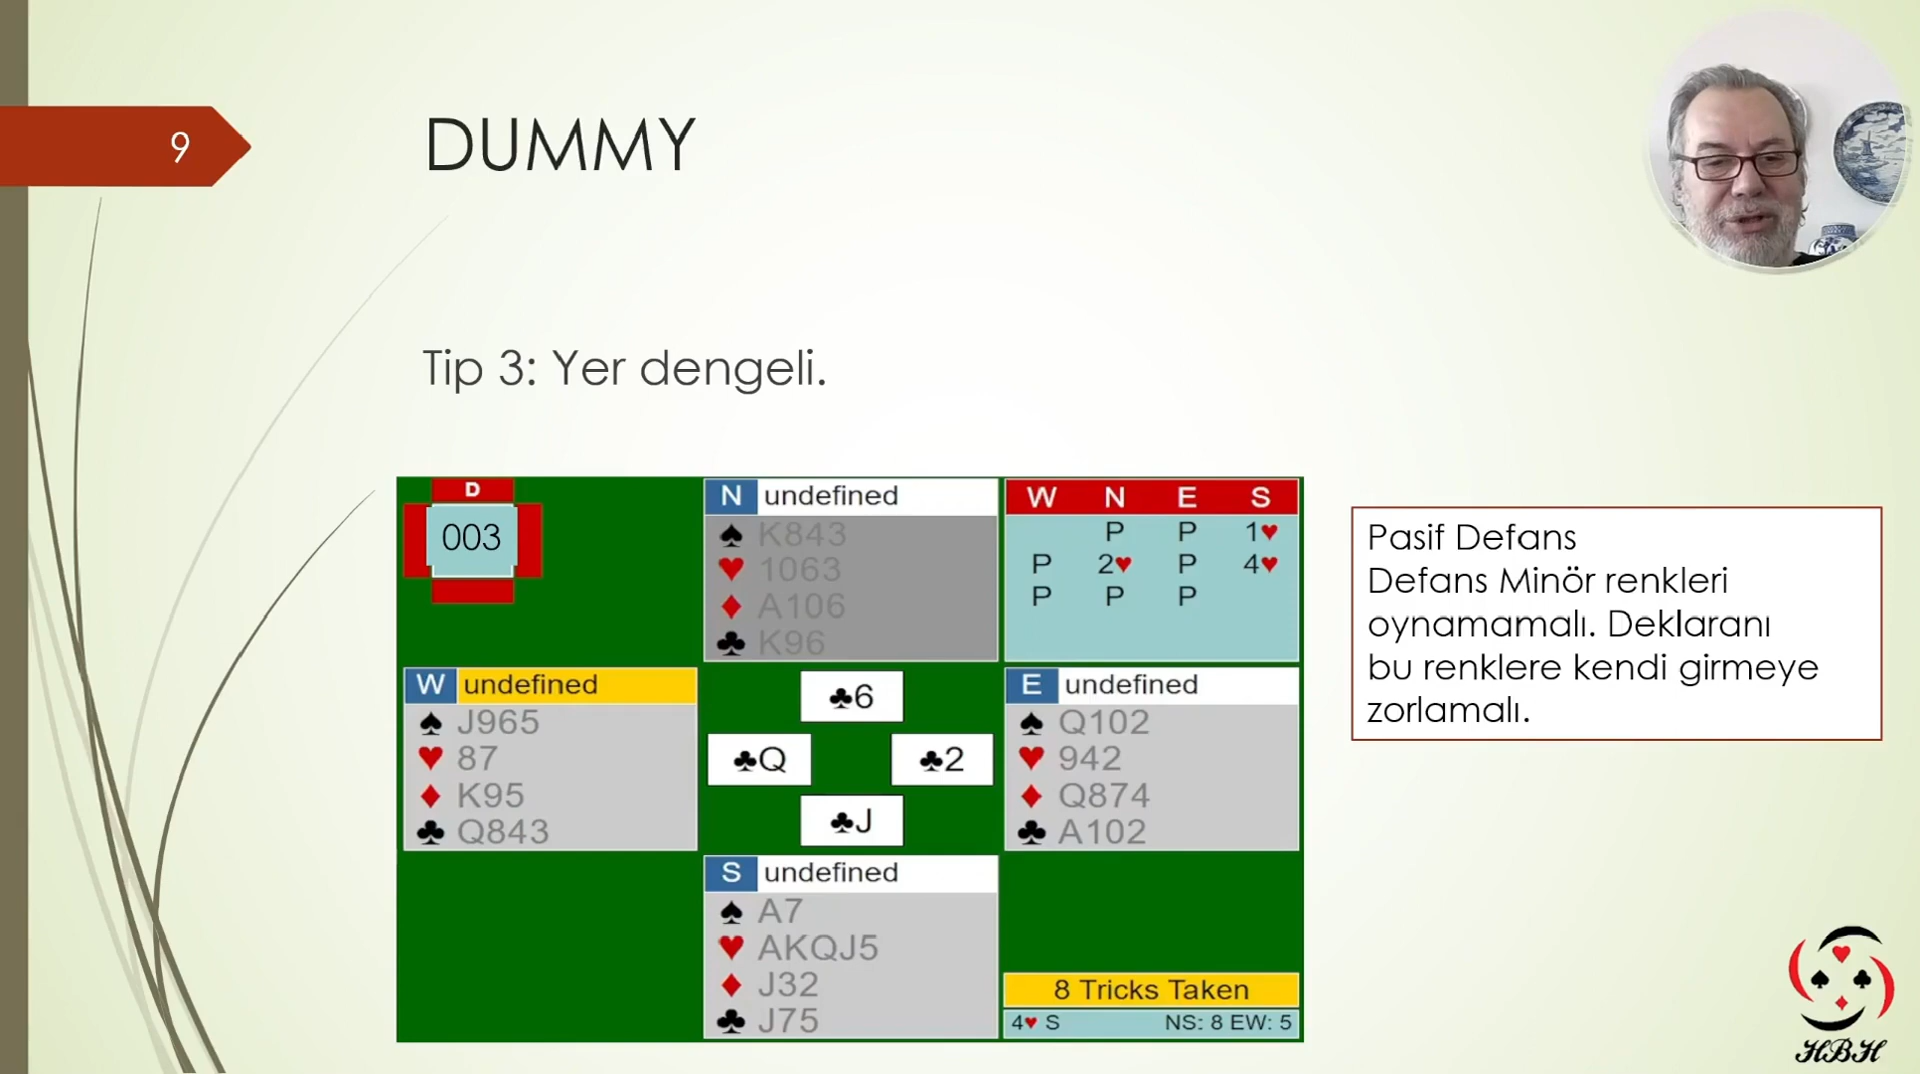 9
DUMMY
Tip 3: Yer dengeli.
D
003
N undefined
♠ K843
♥ 1063
♦ A106
♣ K96
W N E S
P P 1♥
P 2♥ P 4♥
P P P
W undefined
♠ J965
♥ 87
♦ K95
♣ Q843
♣6
♣Q ♣2
♣J
E undefined
♠ Q102
♥ 942
♦ Q874
♣ A102
S undefined
♠ A7
♥ AKQJ5
♦ J32
♣ J75
8 Tricks Taken
4♥ S NS: 8 EW: 5
Pasif Defans
Defans Minör renkleri
oynamamalı. Deklaranı
bu renklere kendi girmeye
zorlamalı.
HBH